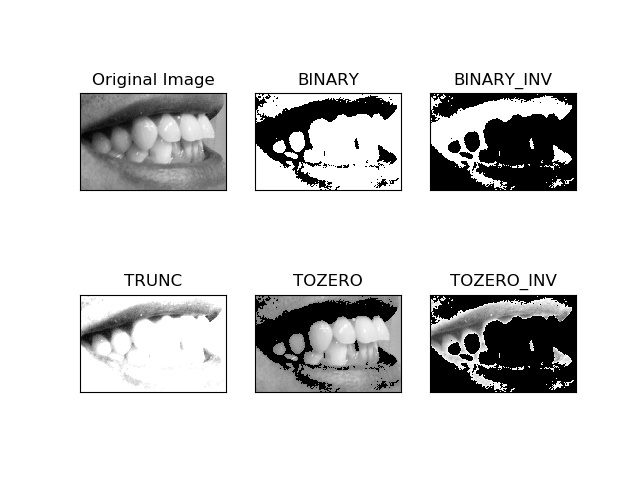 Original Image
BINARY
BINARY_INV
TRUNC
TOZERO
TOZERO_INV